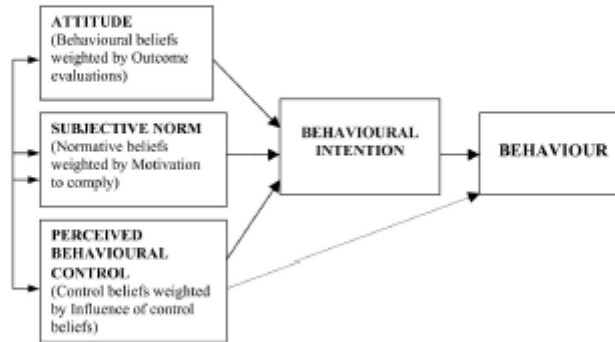 ATTITUDE
(Behavioural beliefs
weighted by Outcome
evaluations)
SUBJECTIVE NORM
(Normative beliefs
weighted by Motivation
to comply)
PERCEIVED
BEHAVIOURAL
CONTROL
(Control beliefs weighted
by Influence of control
beliefs)
BEHAVIOURAL
INTENTION
BEHAVIOUR